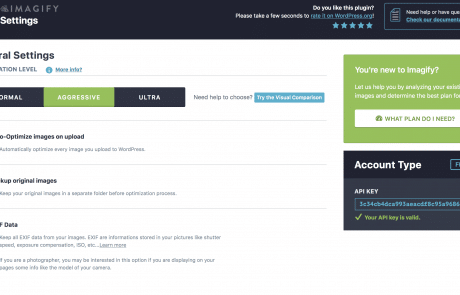 IMAGIFY
Settings
Do you like this plugin?
Please take a few seconds to rate it on WordPress.org!
★★★★★
Need help or have que
Check our documenta
ral Settings
ATION LEVEL More info?
ORMAL AGGRESSIVE ULTRA
Need help to choose? Try the Visual Comparison
o-Optimize images on upload
Automatically optimize every image you upload to WordPress.
kup original images
Keep your original images in a separate folder before optimization process.
F Data
Keep all EXIF data from your images. EXIF are informations stored in your pictures like shutter
speed, exposure compensation, ISO, etc... Learn more
If you are a photographer, you may be interested in this option if you are displaying on your
pages some info like the model of your camera.
You're new to Imagify?
Let us help you by analyzing your existi
images and determine the best plan fo
WHAT PLAN DO I NEED?
Account Type
API KEY
Your API key is valid.